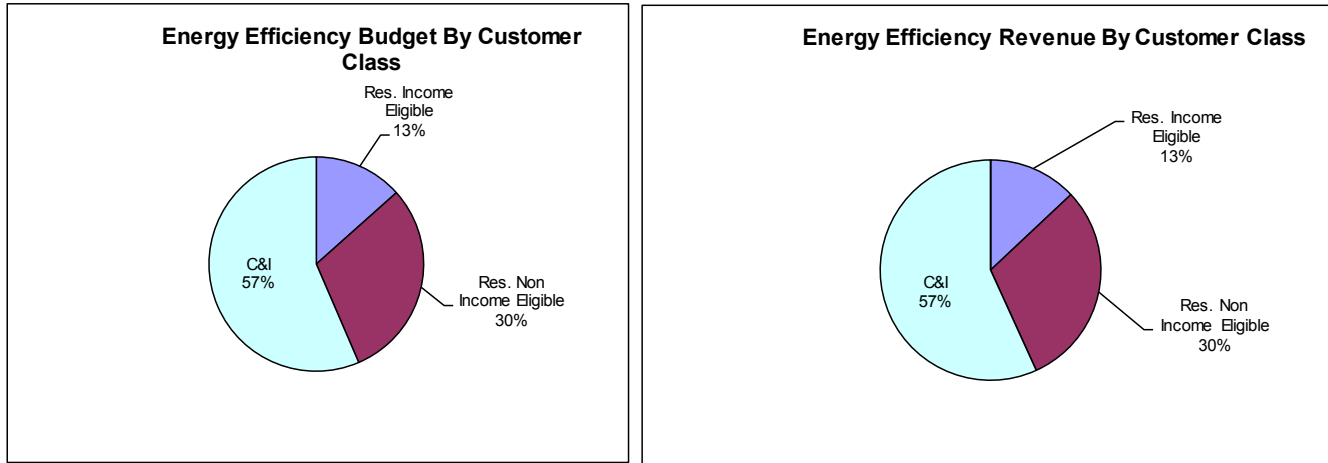 Energy Efficiency Budget By Customer
Class
Res. Income
Eligible
13%
C&I
57%
Res. Non
Income Eligible
30%
Energy Efficiency Revenue By Customer Class
Res. Income
Eligible
13%
C&I
57%
Res. Non
Income Eligible
30%